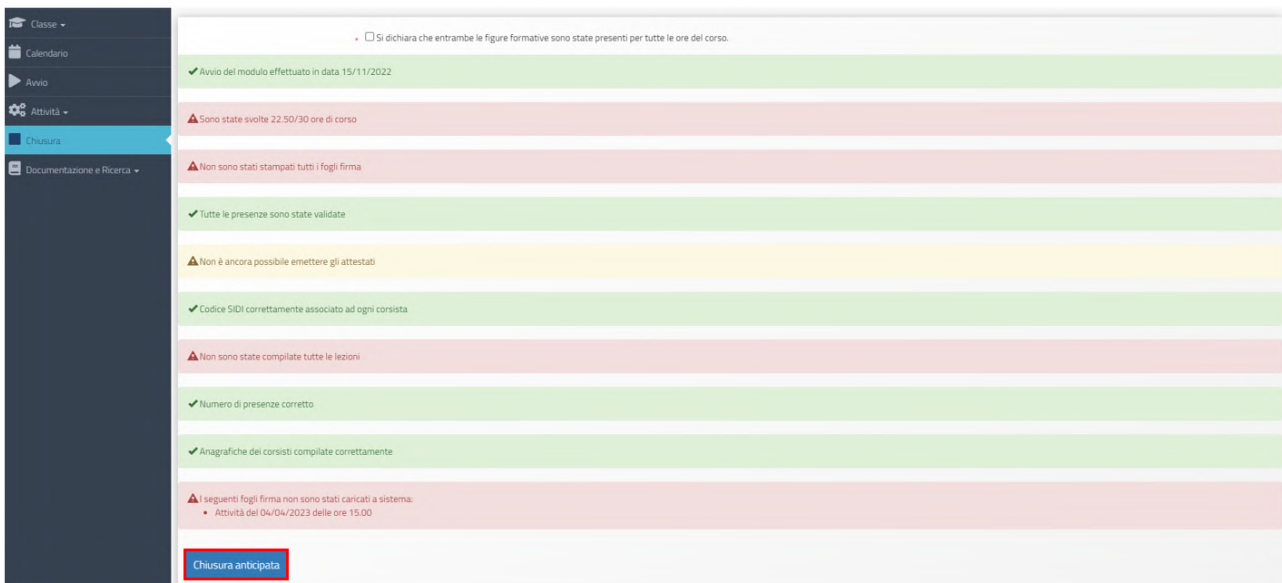 Classe
Calendario
Avvio
Attività
Chiusura
Documentazione e Ricerca
Si dichiara che entrambe le figure formative sono state presenti per tutte le ore del corso.
Avvio del modulo effettuato in data 15/11/2022
Sono state svolte 22.50/30 ore di corso
Non sono stati stampati tutti i fogli firma
Tutte le presenze sono state validate
Non è ancora possibile emettere gli attestati
Codice SIDI correttamente associato ad ogni corsista
Non sono state compilate tutte le lezioni
Numero di presenze corretto
Anagrafiche dei corsisti compilate correttamente
I seguenti fogli firma non sono stati caricati a sistema:
• Attività del 04/04/2023 delle ore 15.00
Chiusura anticipata